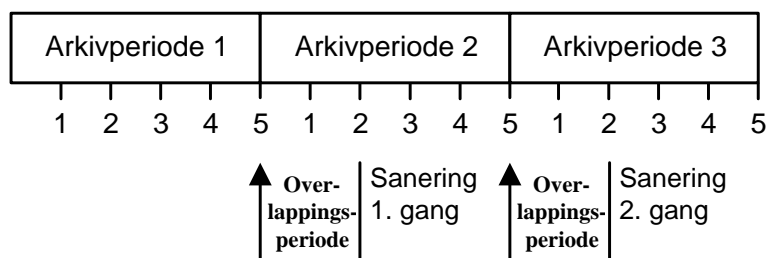 Arkivperiode 1 Arkivperiode 2 Arkivperiode 3
1 2 3 4 5 1 2 3 4 5 1 2 3 4 5
Over-
lappings-
periode
Sanering
1. gang
Over-
lappings-
periode
Sanering
2. gang